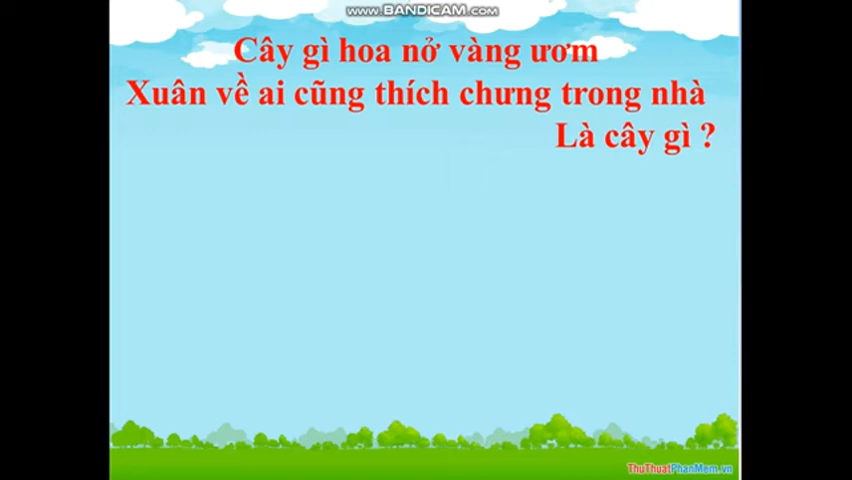 www.BANDICAM.com
Cây gì hoa nở vàng ươm
Xuân về ai cũng thích chưng trong nhà
Là cây gì ?
ThuThuatPhanMem.vn